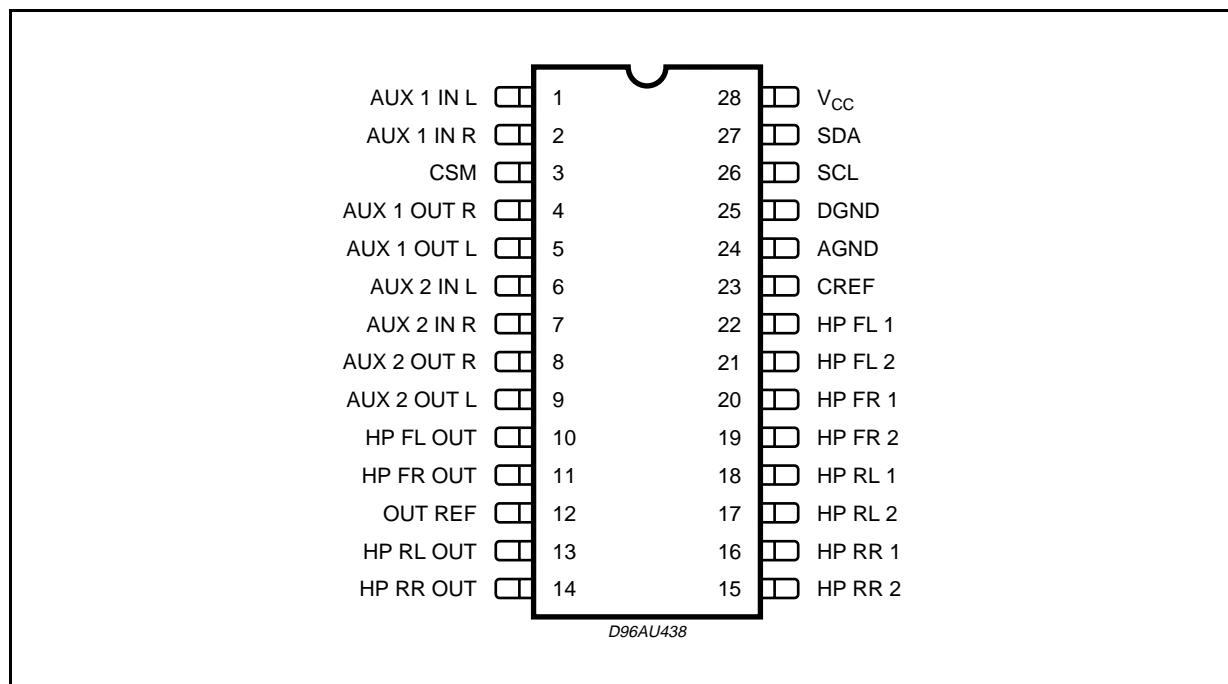 AUX 1 IN L 1 28 VCC
AUX 1 IN R 2 27 SDA
CSM 3 26 SCL
AUX 1 OUT R 4 25 DGND
AUX 1 OUT L 5 24 AGND
AUX 2 IN L 6 23 CREF
AUX 2 IN R 7 22 HP FL 1
AUX 2 OUT R 8 21 HP FL 2
AUX 2 OUT L 9 20 HP FR 1
HP FL OUT 10 19 HP FR 2
HP FR OUT 11 18 HP RL 1
OUT REF 12 17 HP RL 2
HP RL OUT 13 16 HP RR 1
HP RR OUT 14 15 HP RR 2
D96AU438